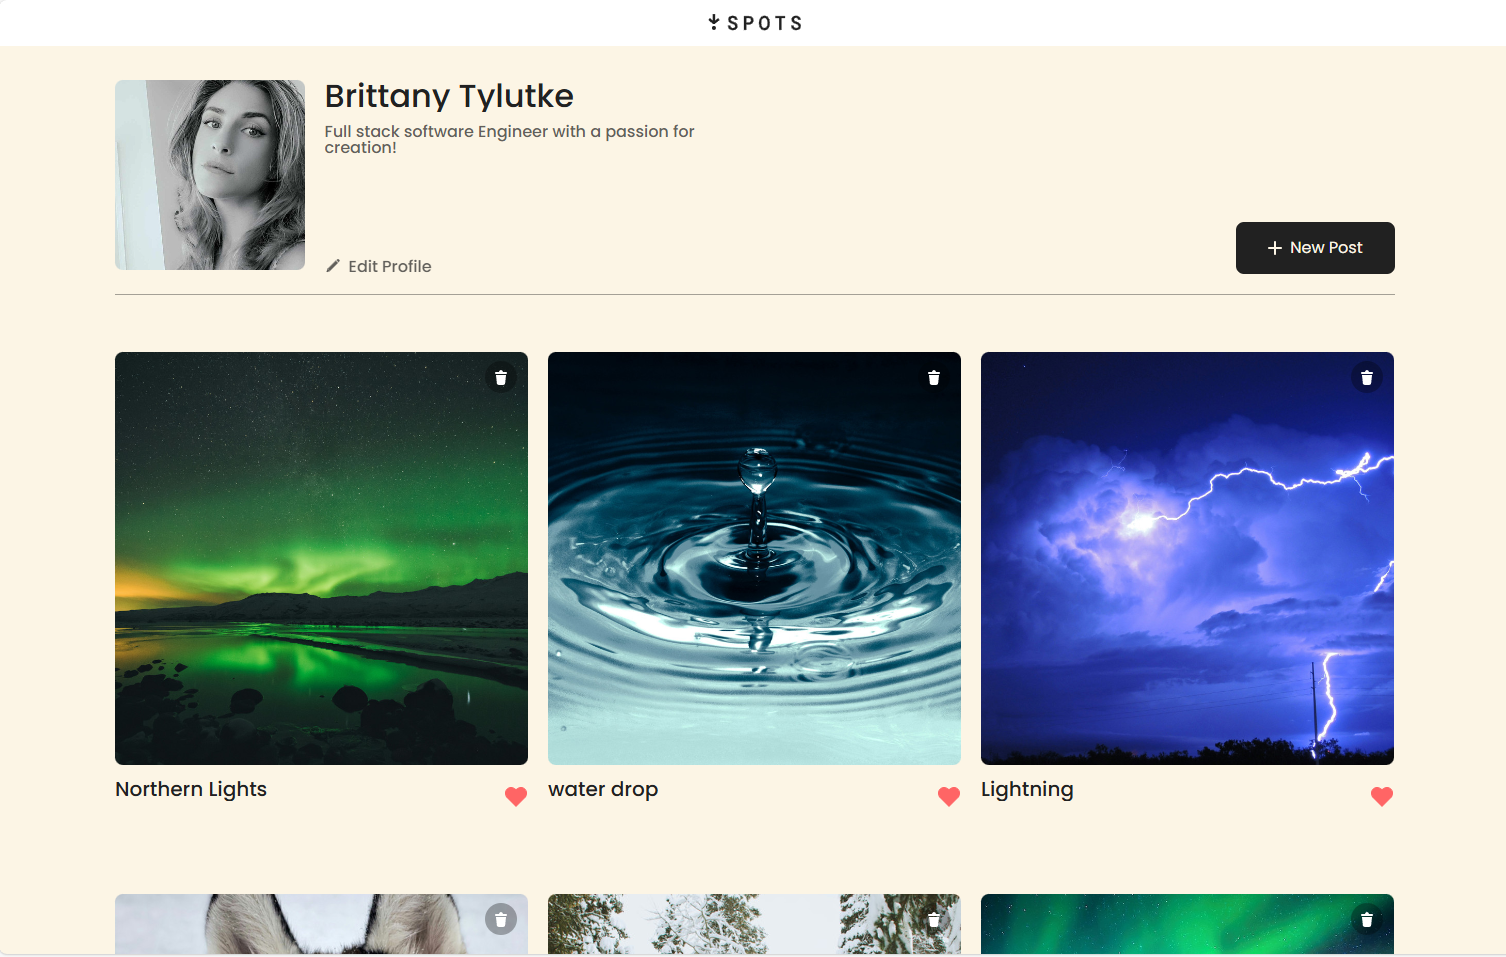 SPOTS
Brittany Tylutke
Full stack software Engineer with a passion for
creation!
Edit Profile
New Post
Northern Lights
water drop
Lightning